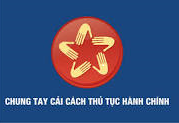 CHUNG TAY CẢI CÁCH THỦ TỤC HÀNH CHÍNH